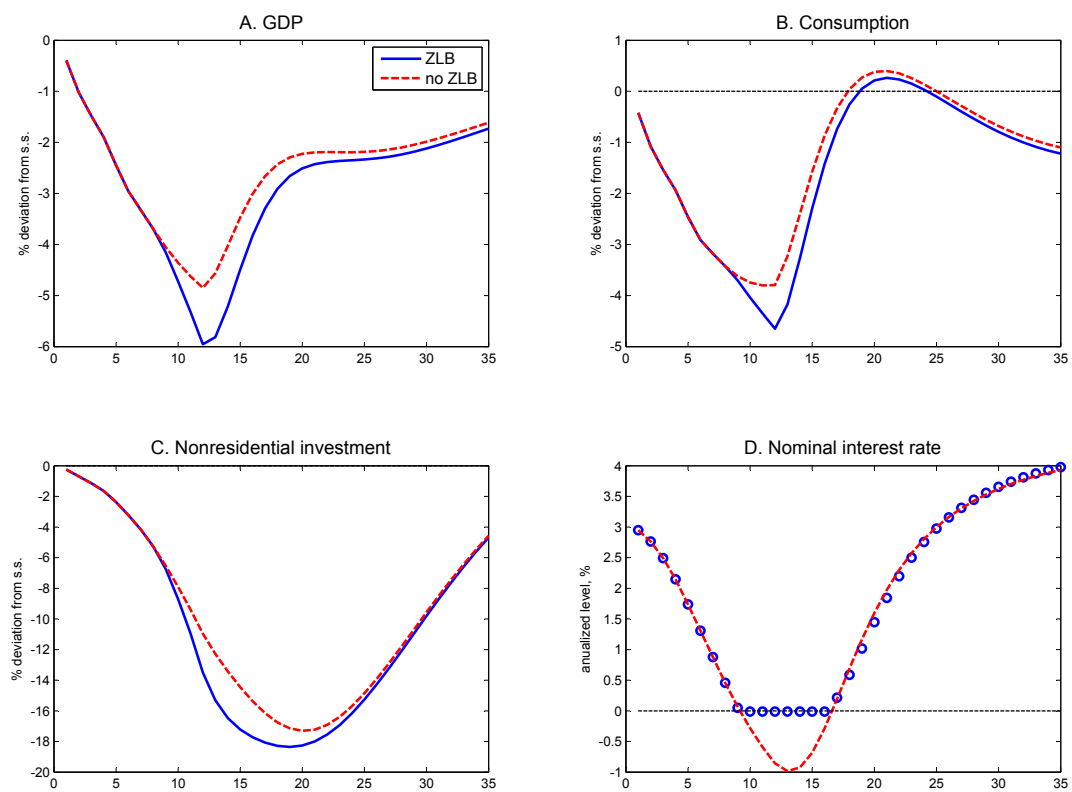 A. GDP
% deviation from s.s.
0
-1
-2
-3
-4
-5
-6
0 5 10 15 20 25 30 35
ZLB
no ZLB
B. Consumption
% deviation from s.s.
1
0
-1
-2
-3
-4
-5
0 5 10 15 20 25 30 35
C. Nonresidential investment
% deviation from s.s.
0
-2
-4
-6
-8
-10
-12
-14
-16
-18
-20
0 5 10 15 20 25 30 35
D. Nominal interest rate
anualized level, %
4
3.5
3
2.5
2
1.5
1
0.5
0
-0.5
-1
0 5 10 15 20 25 30 35